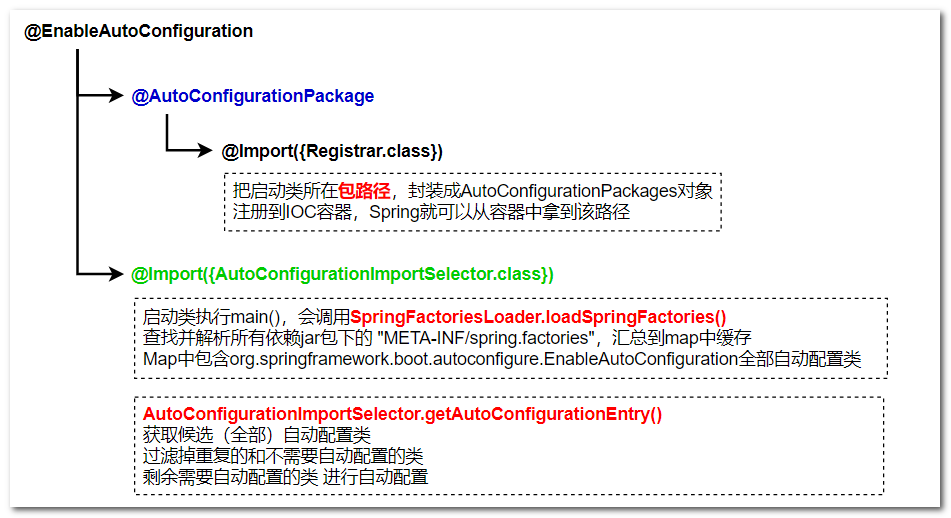 @EnableAutoConfiguration
@AutoConfigurationPackage
@Import({Registrar.class})
把启动类所在包路径，封装成AutoConfigurationPackages对象
注册到IOC容器，Spring就可以从容器中拿到该路径
@Import({AutoConfigurationImportSelector.class})
启动类执行main()，会调用SpringFactoriesLoader.loadSpringFactories()
查找并解析所有依赖jar包下的 "META-INF/spring.factories"，汇总到map中缓存
Map中包含org.springframework.boot.autoconfigure.EnableAutoConfiguration全部自动配置类
AutoConfigurationImportSelector.getAutoConfigurationEntry()
获取候选（全部）自动配置类
过滤掉重复的和不需要自动配置的类
剩余需要自动配置的类 进行自动配置